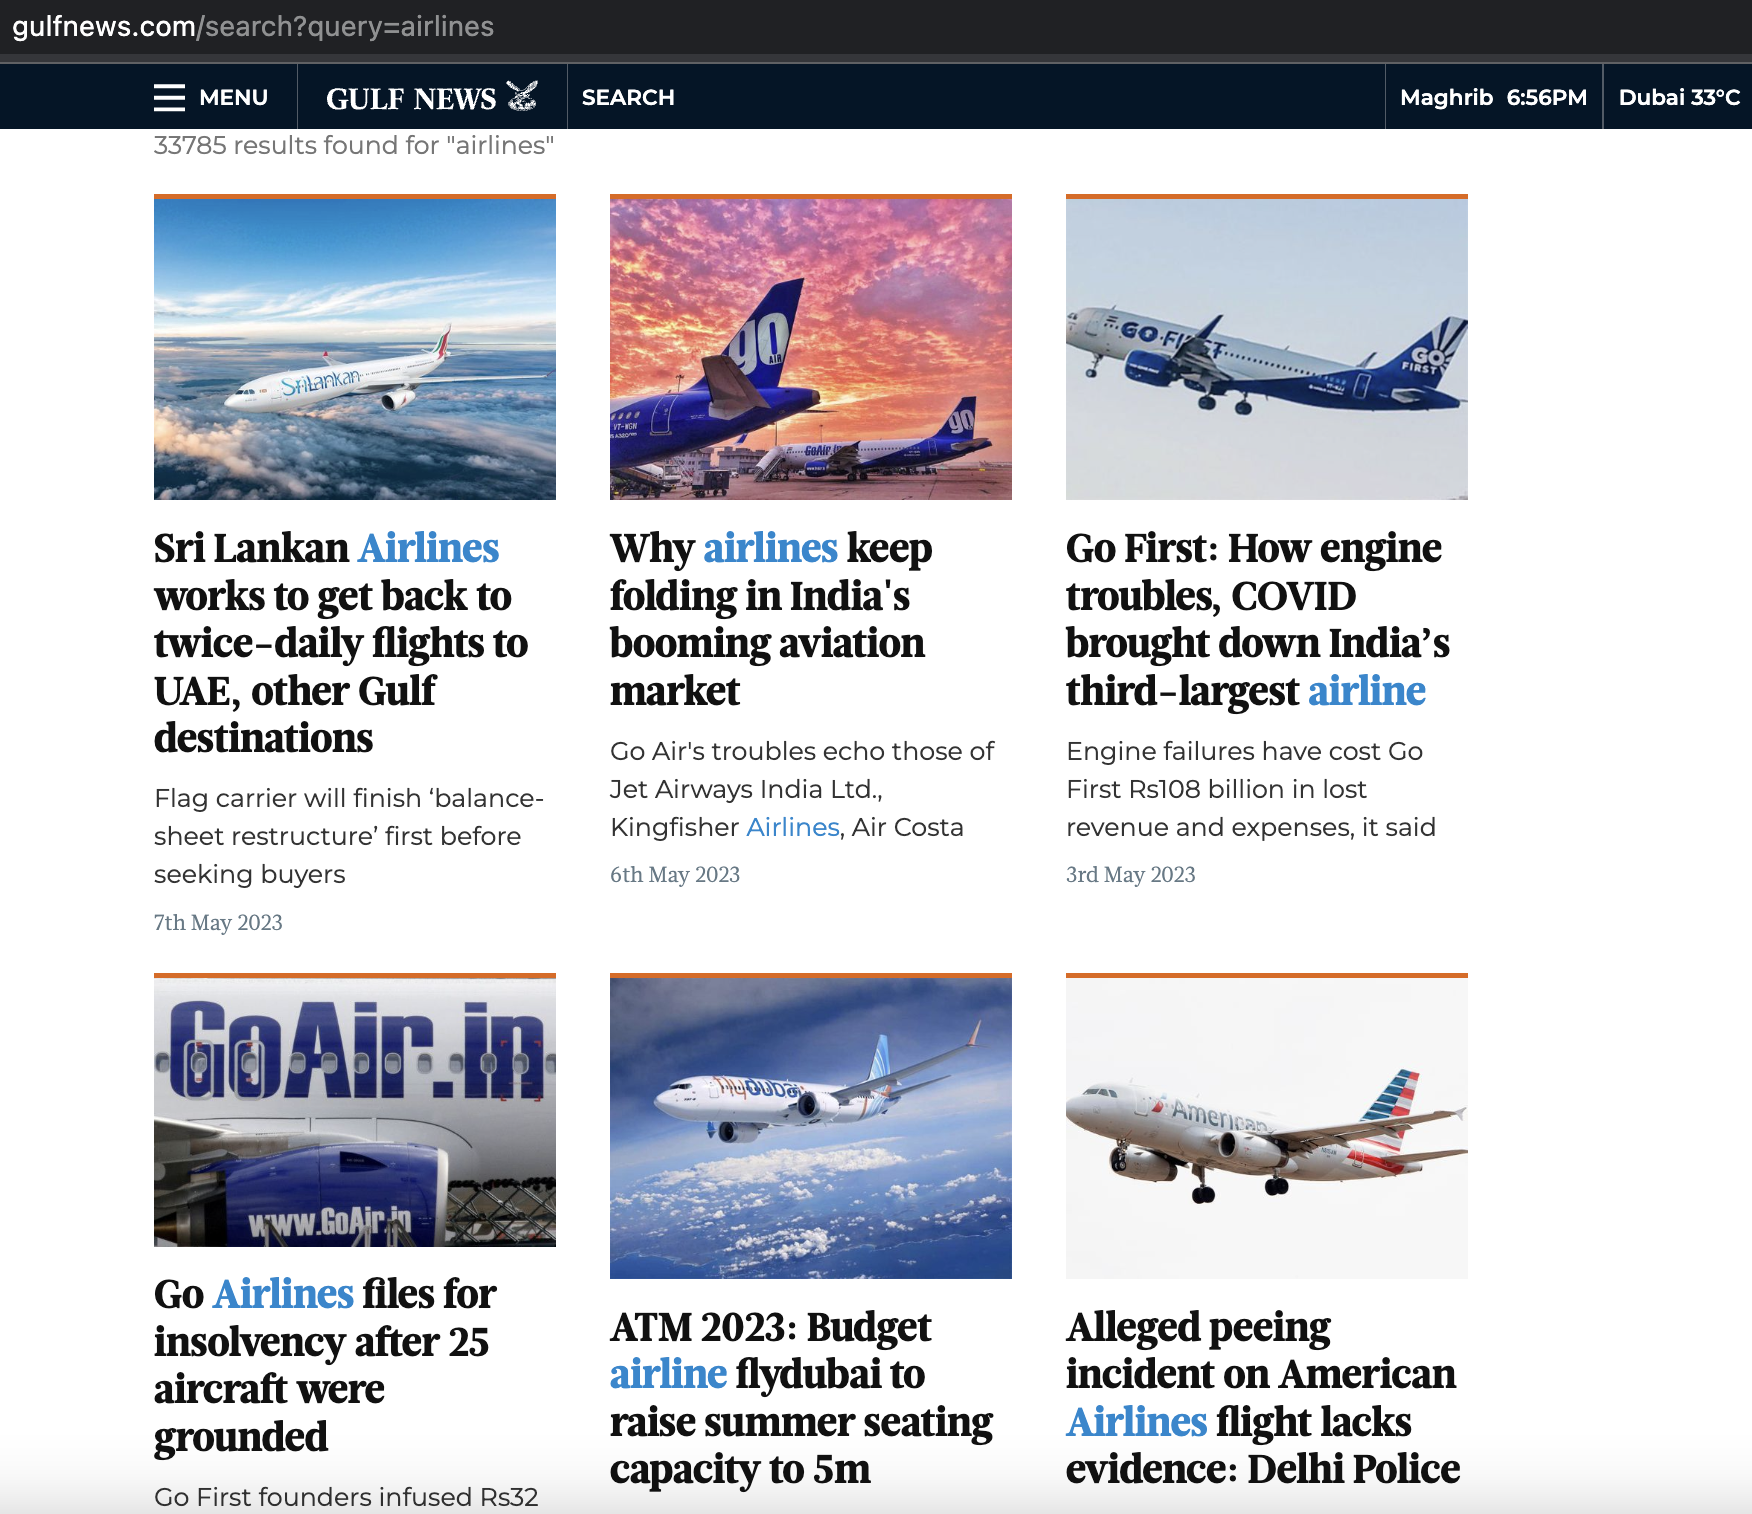 gulfnews.com/search?query=airlines
MENU
GULF NEWS
SEARCH
Maghrib 6:56PM
Dubai 33°C
33785 results found for "airlines"
SriLankan
go
AIR
VT-WGN
go
GoAir.in
GO FIRST
GO
FIRST
Sri Lankan Airlines
works to get back to
twice-daily flights to
UAE, other Gulf
destinations
Flag carrier will finish ‘balance-
sheet restructure’ first before
seeking buyers
7th May 2023
Why airlines keep
folding in India's
booming aviation
market
Go Air's troubles echo those of
Jet Airways India Ltd.,
Kingfisher Airlines, Air Costa
6th May 2023
Go First: How engine
troubles, COVID
brought down India’s
third-largest airline
Engine failures have cost Go
First Rs108 billion in lost
revenue and expenses, it said
3rd May 2023
GoAir.in
www.GoAir.in
flydubai
American
Go Airlines files for
insolvency after 25
aircraft were
grounded
Go First founders infused Rs32
ATM 2023: Budget
airline flydubai to
raise summer seating
capacity to 5m
Alleged peeing
incident on American
Airlines flight lacks
evidence: Delhi Police